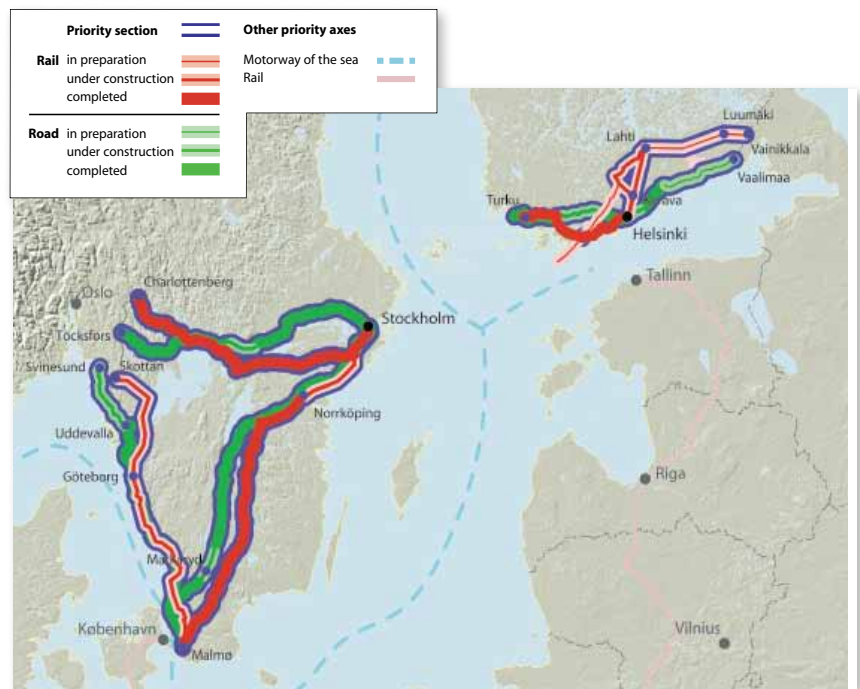 Priority section
Other priority axes
Rail in preparation
under construction
completed
Motorway of the sea
Rail
Road in preparation
under construction
completed
Luumäki
Lahti
Vainikkala
Vaalimaa
Turku
Helsinki
Tallinn
Charlottenberg
Oslo
Stockholm
Töcksfors
Svinesund
Skottan
Norrköping
Uddevalla
Göteborg
Riga
København
Vilnius
Malmø